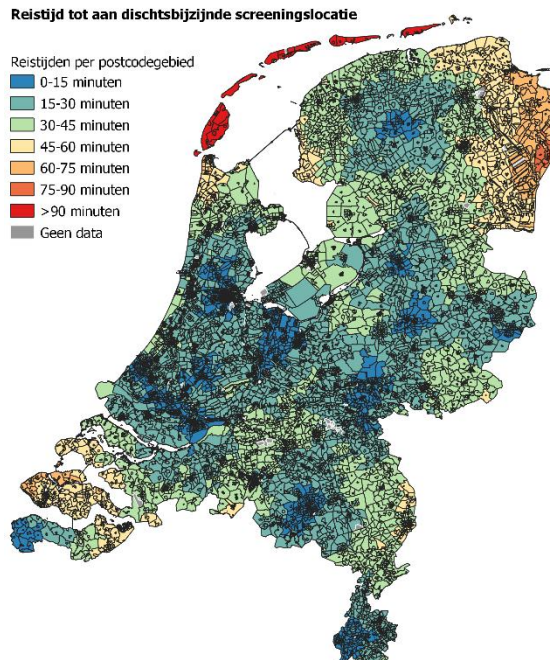 Reistijd tot aan dischtsbijzijnde screeningslocatie
Reistijden per postcodegebied
0-15 minuten
15-30 minuten
30-45 minuten
45-60 minuten
60-75 minuten
75-90 minuten
>90 minuten
Geen data